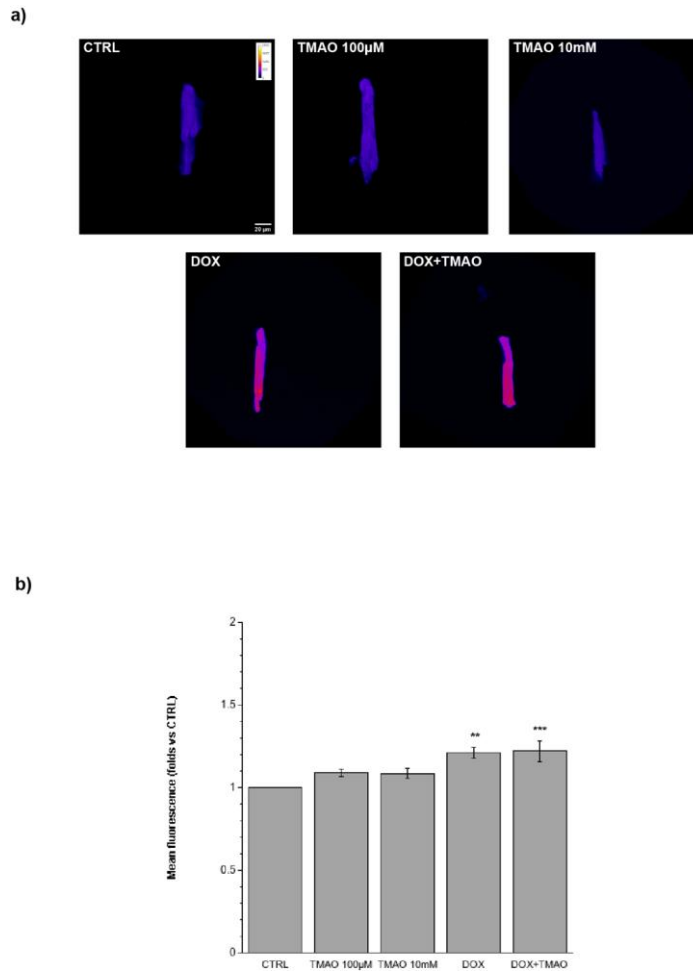 a)
CTRL
TMAO 100µM
TMAO 10mM
20 µm
DOX
DOX+TMAO
b)
Mean fluorescence (folds vs CTRL)
2
1.5
1
0.5
0
**
***
CTRL
TMAO 100µM
TMAO 10mM
DOX
DOX+TMAO